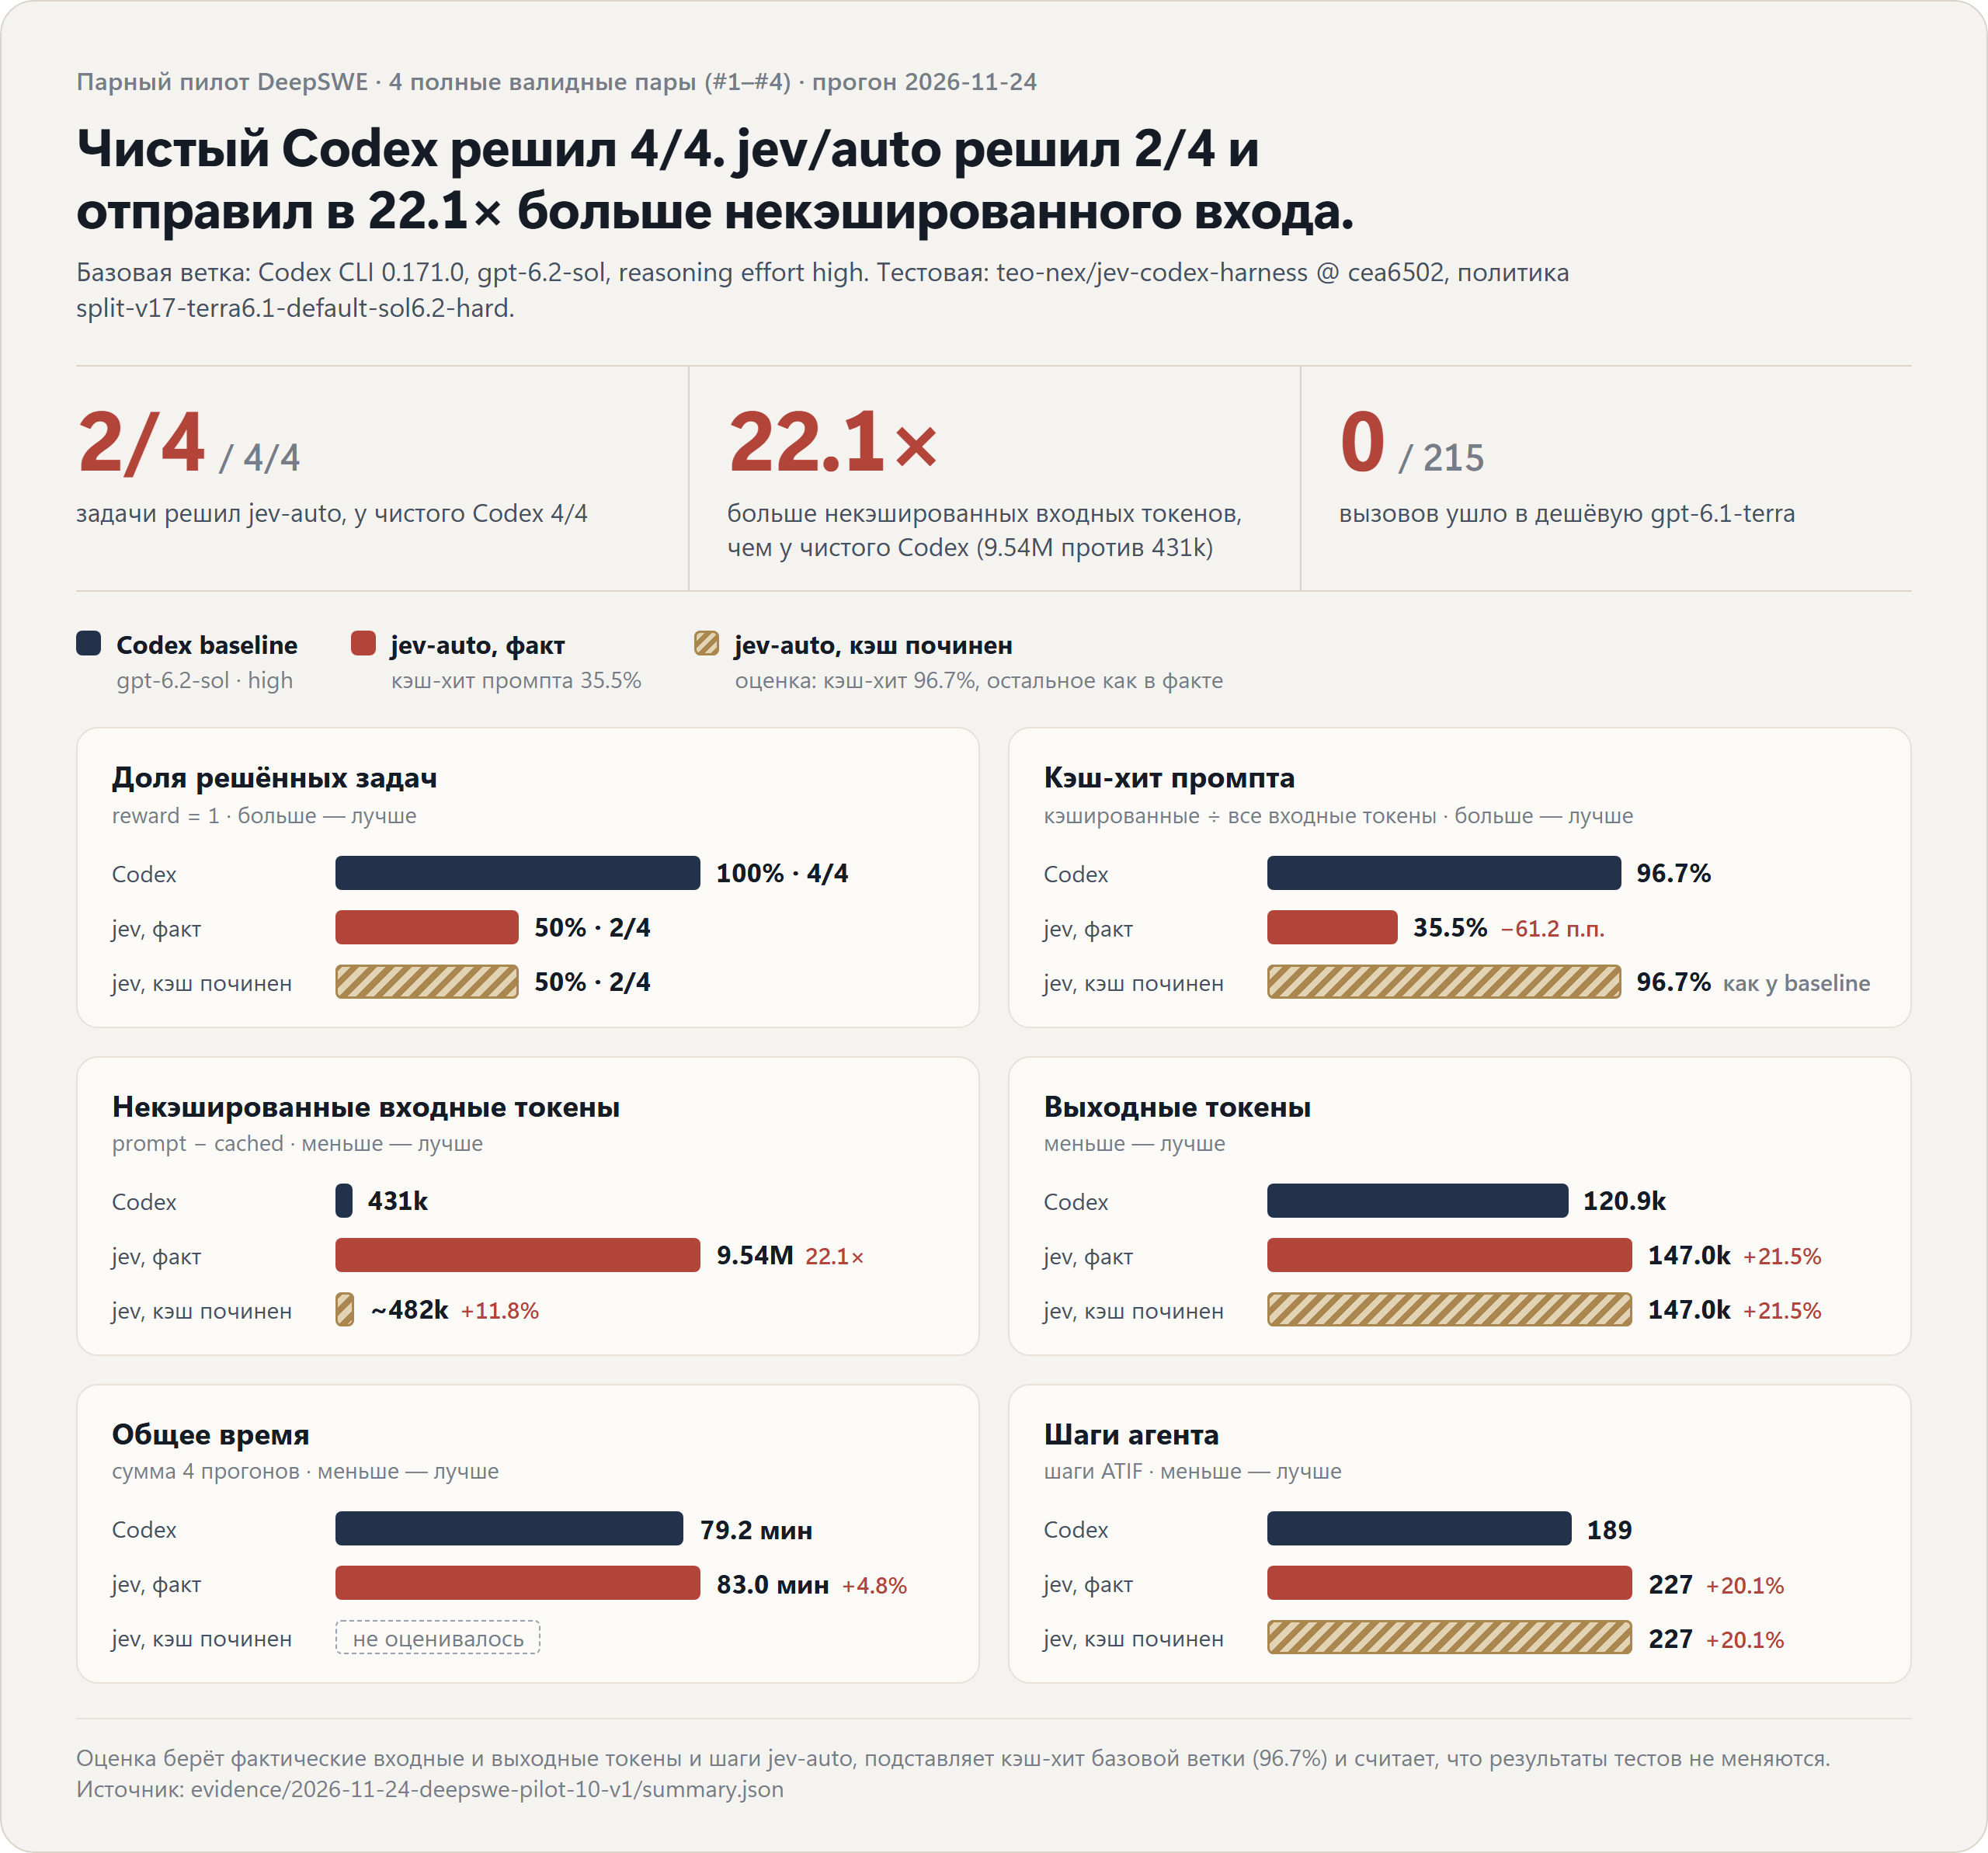 Парный пилот DeepSWE · 4 полные валидные пары (#1–#4) · прогон 2026-11-24
Чистый Codex решил 4/4. jev/auto решил 2/4 и
отправил в 22.1× больше некэшированного входа.
Базовая ветка: Codex CLI 0.171.0, gpt-6.2-sol, reasoning effort high. Тестовая: teo-nex/jev-codex-harness @ cea6502, политика
split-v17-terra6.1-default-sol6.2-hard.
2/4 / 4/4
задачи решил jev-auto, у чистого Codex 4/4
22.1×
больше некэшированных входных токенов,
чем у чистого Codex (9.54M против 431k)
0 / 215
вызовов ушло в дешёвую gpt-6.1-terra
Codex baseline
gpt-6.2-sol · high
jev-auto, факт
кэш-хит промпта 35.5%
jev-auto, кэш починен
оценка: кэш-хит 96.7%, остальное как в факте
Доля решённых задач
reward = 1 · больше — лучше
Codex 100% · 4/4
jev, факт 50% · 2/4
jev, кэш починен 50% · 2/4
Кэш-хит промпта
кэшированные ÷ все входные токены · больше — лучше
Codex 96.7%
jev, факт 35.5% −61.2 п.п.
jev, кэш починен 96.7% как у baseline
Некэшированные входные токены
prompt − cached · меньше — лучше
Codex 431k
jev, факт 9.54M 22.1×
jev, кэш починен ~482k +11.8%
Выходные токены
меньше — лучше
Codex 120.9k
jev, факт 147.0k +21.5%
jev, кэш починен 147.0k +21.5%
Общее время
сумма 4 прогонов · меньше — лучше
Codex 79.2 мин
jev, факт 83.0 мин +4.8%
jev, кэш починен не оценивалось
Шаги агента
шаги ATIF · меньше — лучше
Codex 189
jev, факт 227 +20.1%
jev, кэш починен 227 +20.1%
Оценка берёт фактические входные и выходные токены и шаги jev-auto, подставляет кэш-хит базовой ветки (96.7%) и считает, что результаты тестов не меняются.
Источник: evidence/2026-11-24-deepswe-pilot-10-v1/summary.json